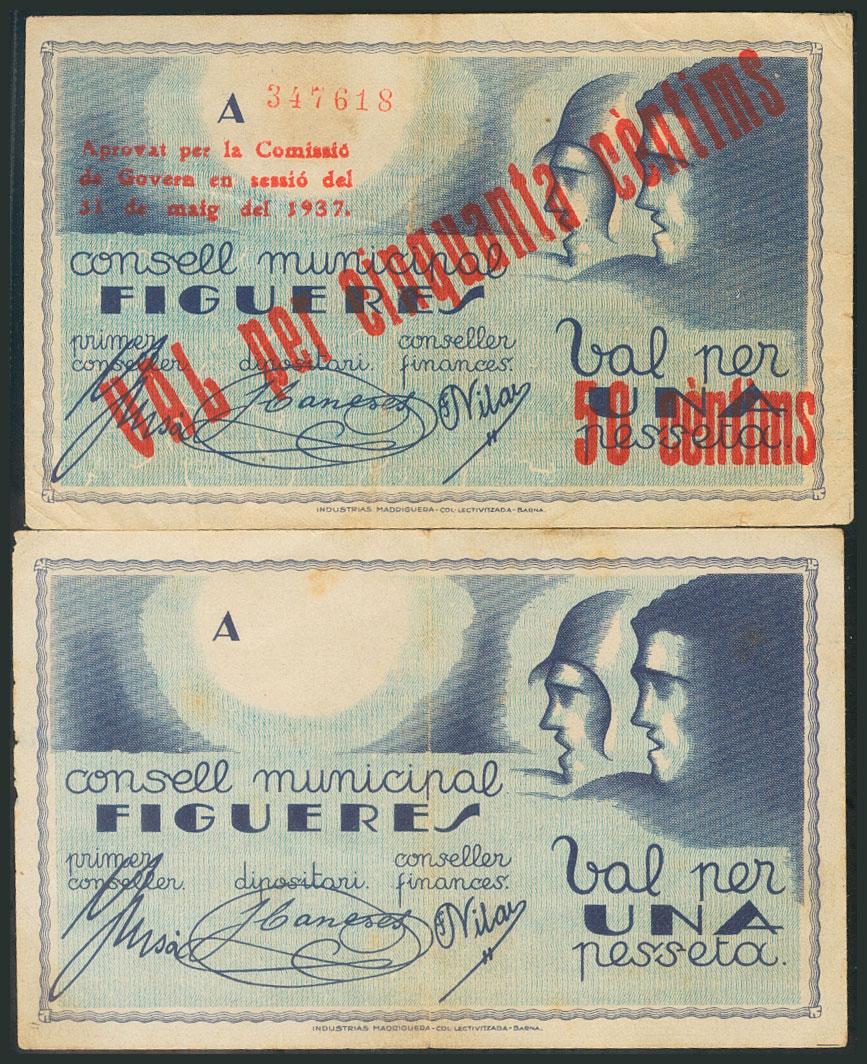 A 347618
Aprovat per la Comissió
de Govern en sessió del
31 de maig del 1937.
VAL per cinquanta cèntims
consell municipal
FIGUERES
primer conseller.
dipositari.
conseller finances.
Val per
UNA
pesseta.
50 cèntims
INDUSTRIAS MADRIGUERA-COL·LECTIVITZADA-BARNA.
A
consell municipal
FIGUERES
primer conseller.
dipositari.
conseller finances.
Val per
UNA
pesseta.
INDUSTRIAS MADRIGUERA-COL·LECTIVITZADA-BARNA.